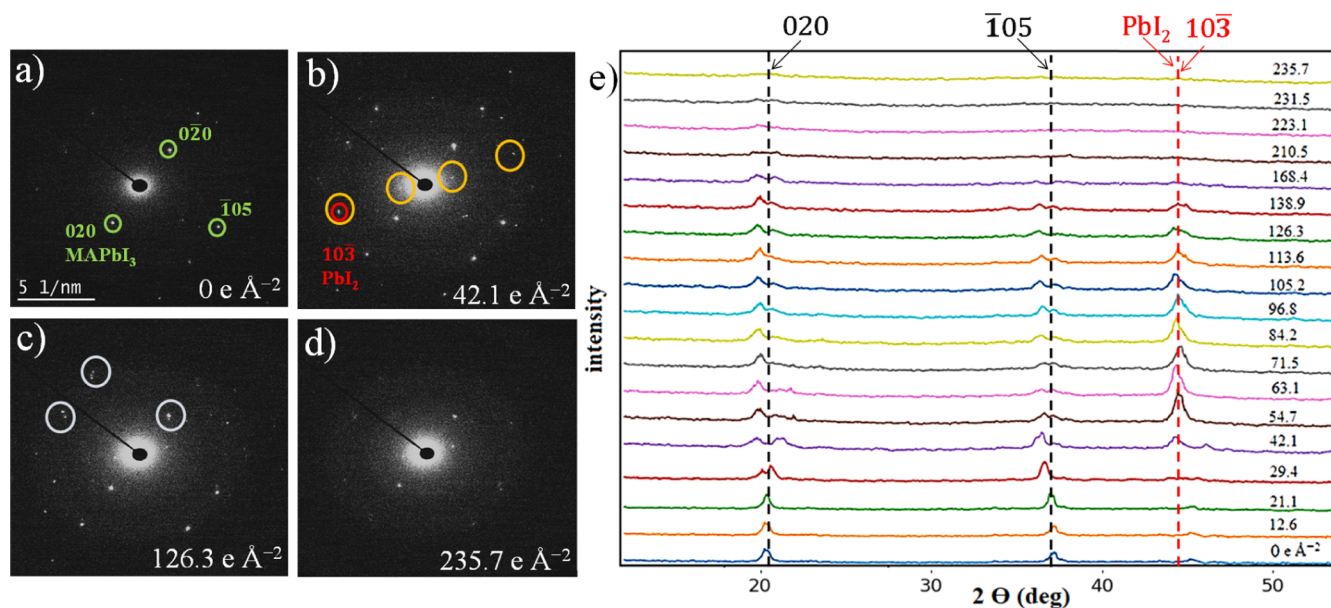 a)
02̅0
1̅05
020
MAPbI₃
5 1/nm
0 e Å⁻²
b)
103̅
PbI₂
42.1 e Å⁻²
c)
126.3 e Å⁻²
d)
235.7 e Å⁻²
020
1̅05
PbI₂ 103̅
e)
235.7
231.5
223.1
210.5
168.4
138.9
126.3
113.6
105.2
96.8
84.2
71.5
63.1
54.7
42.1
29.4
21.1
12.6
0 e Å⁻²
intensity
20
30
40
50
2 Θ (deg)